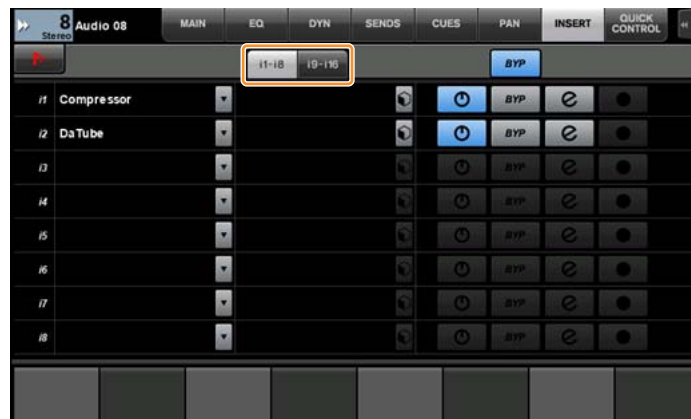 8 Audio 08 MAIN EQ DYN SENDS CUES PAN INSERT QUICK CONTROL
Stereo
i1-i8 i9-i16 BYP
i1 Compressor BYP e
i2 DaTube BYP e
i3 BYP e
i4 BYP e
i5 BYP e
i6 BYP e
i7 BYP e
i8 BYP e